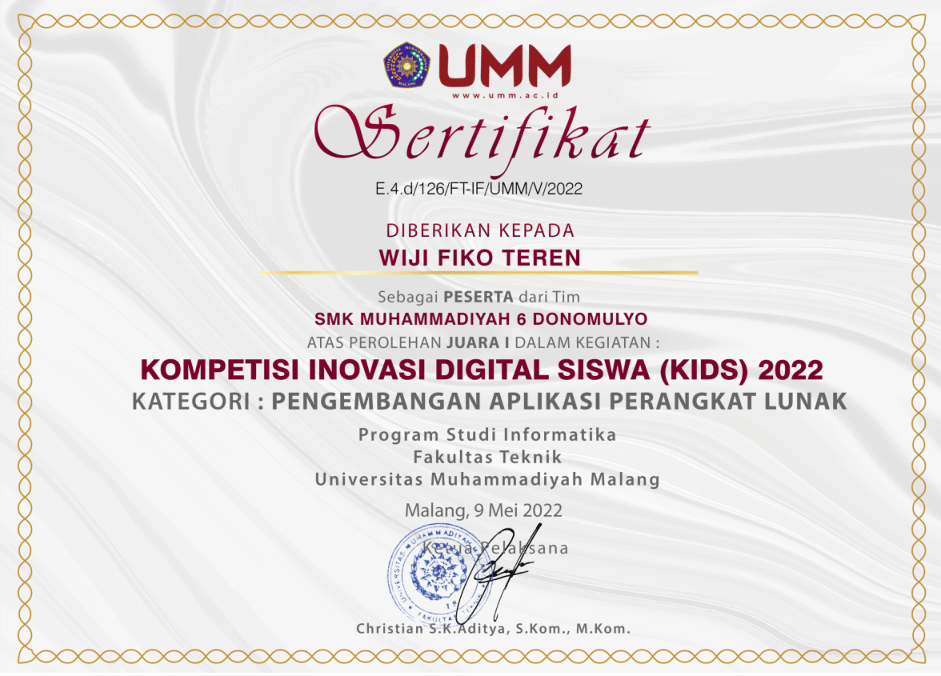 UMM
www.umm.ac.id
Sertifikat
E.4.d/126/FT-IF/UMM/V/2022
DIBERIKAN KEPADA
WIJI FIKO TEREN
Sebagai PESERTA dari Tim
SMK MUHAMMADIYAH 6 DONOMULYO
ATAS PEROLEHAN JUARA I DALAM KEGIATAN :
KOMPETISI INOVASI DIGITAL SISWA (KIDS) 2022
KATEGORI : PENGEMBANGAN APLIKASI PERANGKAT LUNAK
Program Studi Informatika
Fakultas Teknik
Universitas Muhammadiyah Malang
Malang, 9 Mei 2022
Ketua Pelaksana
Christian S.K.Aditya, S.Kom., M.Kom.